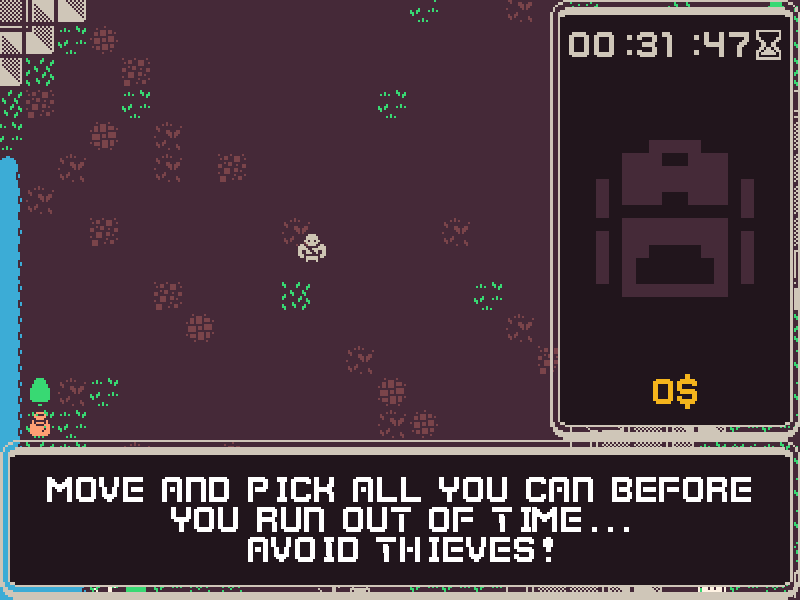 00:31:47
0$
MOVE AND PICK ALL YOU CAN BEFORE
YOU RUN OUT OF TIME...
AVOID THIEVES!